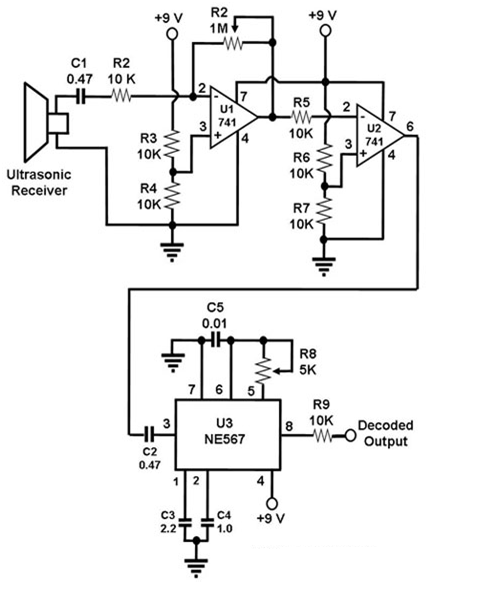 +9 V
R2
1M
+9 V
C1
0.47
R2
10 K
2
-
7
U1
741
3
+
4
R3
10K
R4
10K
R5
10K
2
-
7
U2
741
6
3
+
4
R6
10K
R7
10K
Ultrasonic
Receiver
C5
0.01
R8
5K
7
6
5
3
U3
NE567
8
R9
10K
Decoded
Output
C2
0.47
1
2
4
C3
2.2
C4
1.0
+9 V